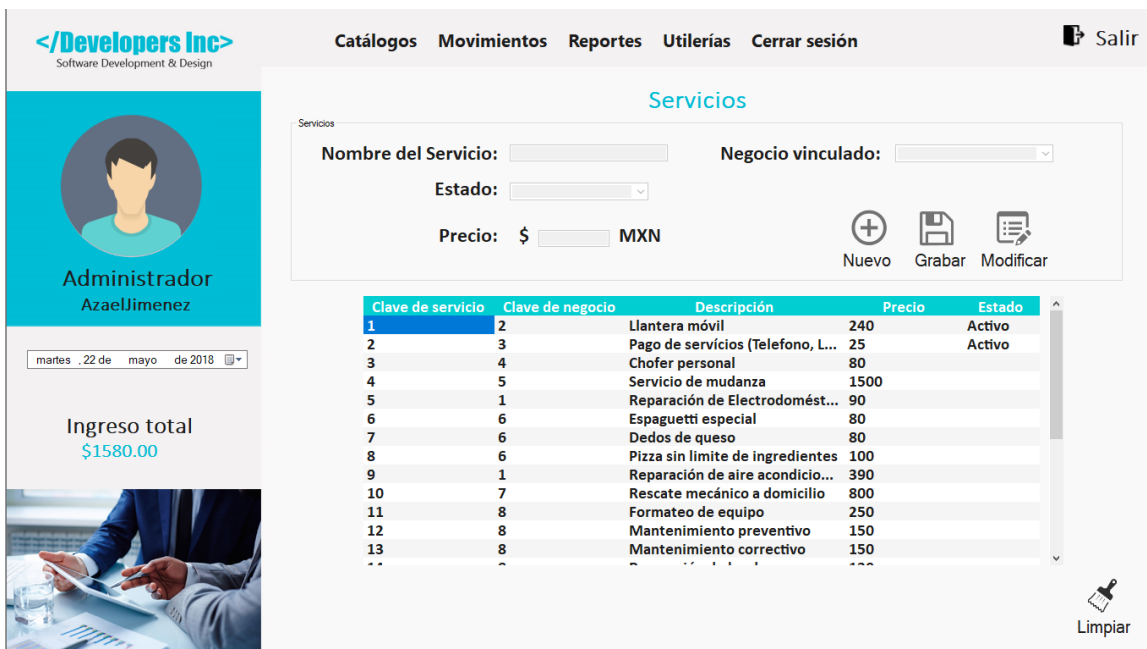 </Developers Inc>
Software Development & Design
Catálogos Movimientos Reportes Utilerías Cerrar sesión
Salir
Administrador
AzaelJimenez
martes , 22 de mayo de 2018
Ingreso total
$1580.00
Servicios
Servicios
Nombre del Servicio:
Negocio vinculado:
Estado:
Precio: $ MXN
Nuevo Grabar Modificar
Clave de servicio Clave de negocio Descripción Precio Estado
1 2 Llantera móvil 240 Activo
2 3 Pago de servícios (Telefono, L... 25 Activo
3 4 Chofer personal 80
4 5 Servicio de mudanza 1500
5 1 Reparación de Electrodomést... 90
6 6 Espaguetti especial 80
7 6 Dedos de queso 80
8 6 Pizza sin limite de ingredientes 100
9 1 Reparación de aire acondicio... 390
10 7 Rescate mecánico a domicilio 800
11 8 Formateo de equipo 250
12 8 Mantenimiento preventivo 150
13 8 Mantenimiento correctivo 150
Limpiar